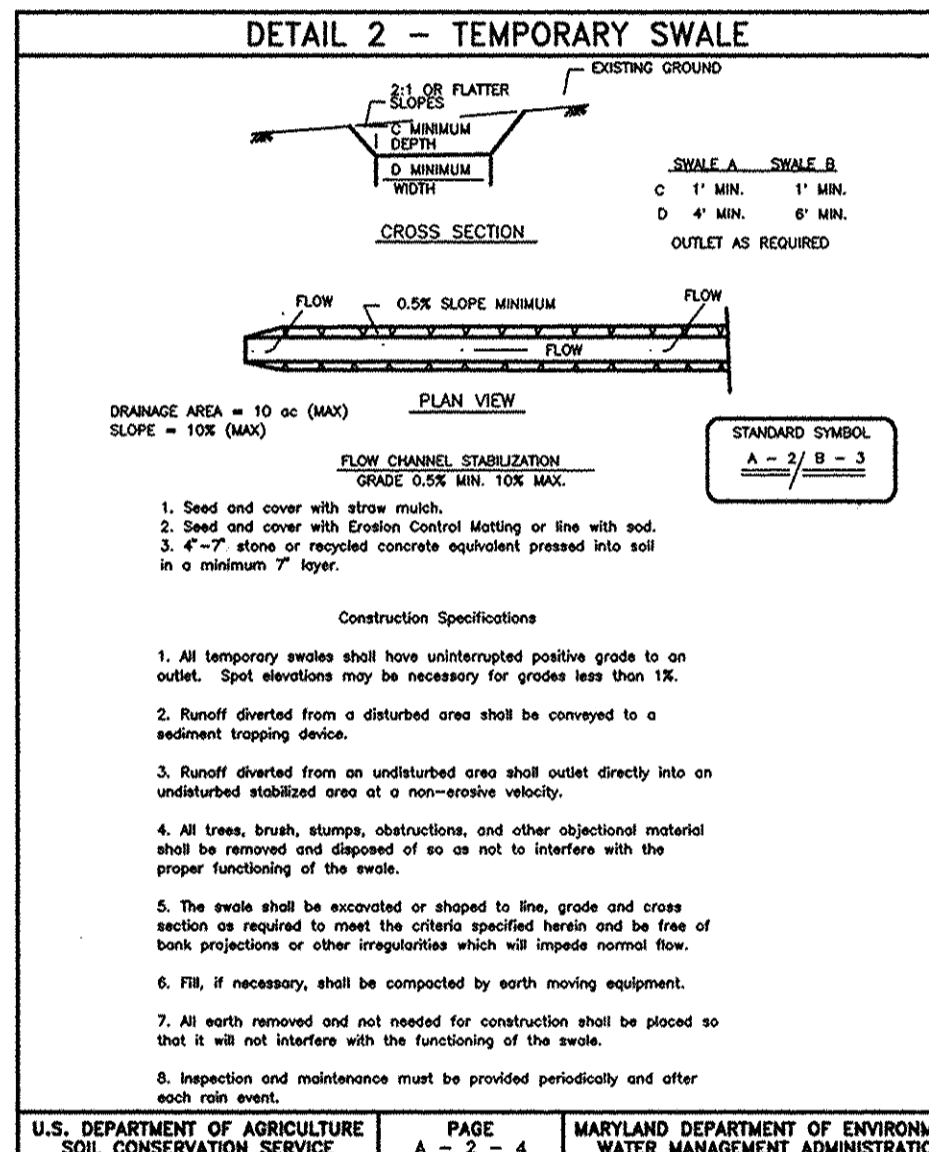 DETAIL 2 - TEMPORARY SWALE
EXISTING GROUND
2:1 OR FLATTER
SLOPES
C MINIMUM
DEPTH
D MINIMUM
WIDTH
CROSS SECTION
SWALE A SWALE B
C 1' MIN. 1' MIN.
D 4' MIN. 6' MIN.
OUTLET AS REQUIRED
FLOW
0.5% SLOPE MINIMUM
FLOW
FLOW
PLAN VIEW
DRAINAGE AREA = 10 ac (MAX)
SLOPE = 10% (MAX)
STANDARD SYMBOL
A - 2 / B - 3
FLOW CHANNEL STABILIZATION
GRADE 0.5% MIN. 10% MAX.
1. Seed and cover with straw mulch.
2. Seed and cover with Erosion Control Matting or line with sod.
3. 4"-7" stone or recycled concrete equivalent pressed into soil
in a minimum 7" layer.
Construction Specifications
1. All temporary swales shall have uninterrupted positive grade to an
outlet. Spot elevations may be necessary for grades less than 1%.
2. Runoff diverted from a disturbed area shall be conveyed to a
sediment trapping device.
3. Runoff diverted from an undisturbed area shall outlet directly into an
undisturbed stabilized area at a non-erosive velocity.
4. All trees, brush, stumps, obstructions, and other objectional material
shall be removed and disposed of so as not to interfere with the
proper functioning of the swale.
5. The swale shall be excavated or shaped to line, grade and cross
section as required to meet the criteria specified herein and be free of
bank projections or other irregularities which will impede normal flow.
6. Fill, if necessary, shall be compacted by earth moving equipment.
7. All earth removed and not needed for construction shall be placed so
that it will not interfere with the functioning of the swale.
8. Inspection and maintenance must be provided periodically and after
each rain event.
U.S. DEPARTMENT OF AGRICULTURE
SOIL CONSERVATION SERVICE
PAGE
A - 2 - 4
MARYLAND DEPARTMENT OF ENVIRONM
WATER MANAGEMENT ADMINISTRATIO